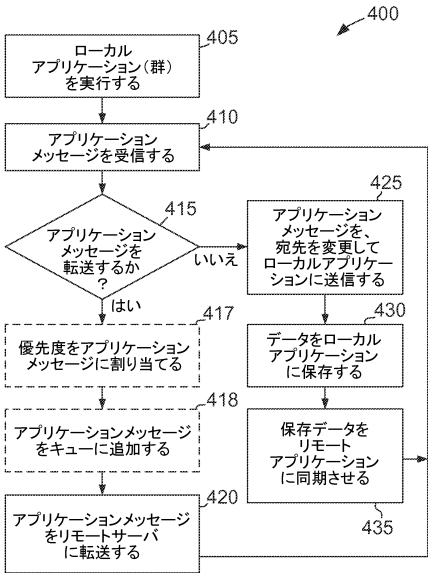 400
405
ローカル
アプリケーション(群)
を実行する
410
アプリケーション
メッセージを受信する
415
アプリケーション
メッセージを
転送するか
?
いいえ
はい
417
優先度をアプリケーション
メッセージに割り当てる
418
アプリケーションメッセージ
をキューに追加する
420
アプリケーションメッセージ
をリモートサーバ
に転送する
425
アプリケーション
メッセージを、
宛先を変更して
ローカルアプリケー
ションに送信する
430
データをローカル
アプリケーション
に保存する
保存データを
リモート
アプリケーション
に同期させる
435